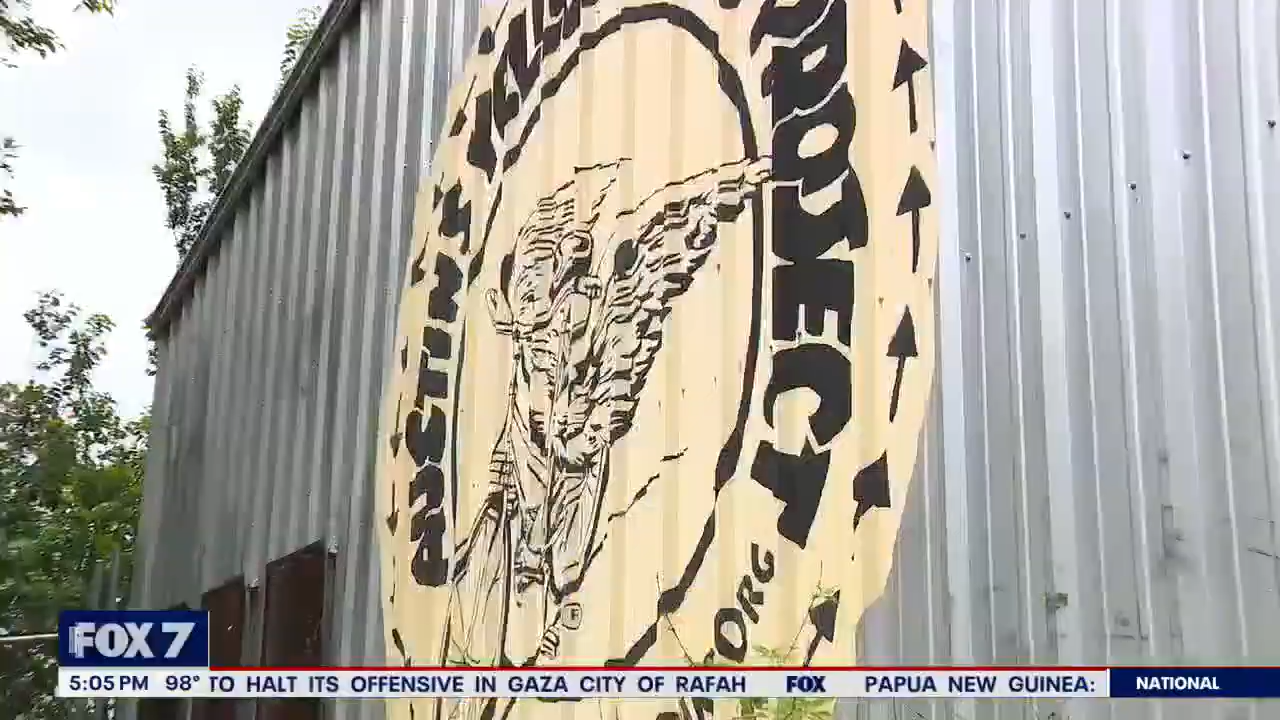 AUSTIN'S YELLOW
PROJECT
ORG
FOX 7
5:05 PM 98° TO HALT ITS OFFENSIVE IN GAZA CITY OF RAFAH FOX PAPUA NEW GUINEA: NATIONAL